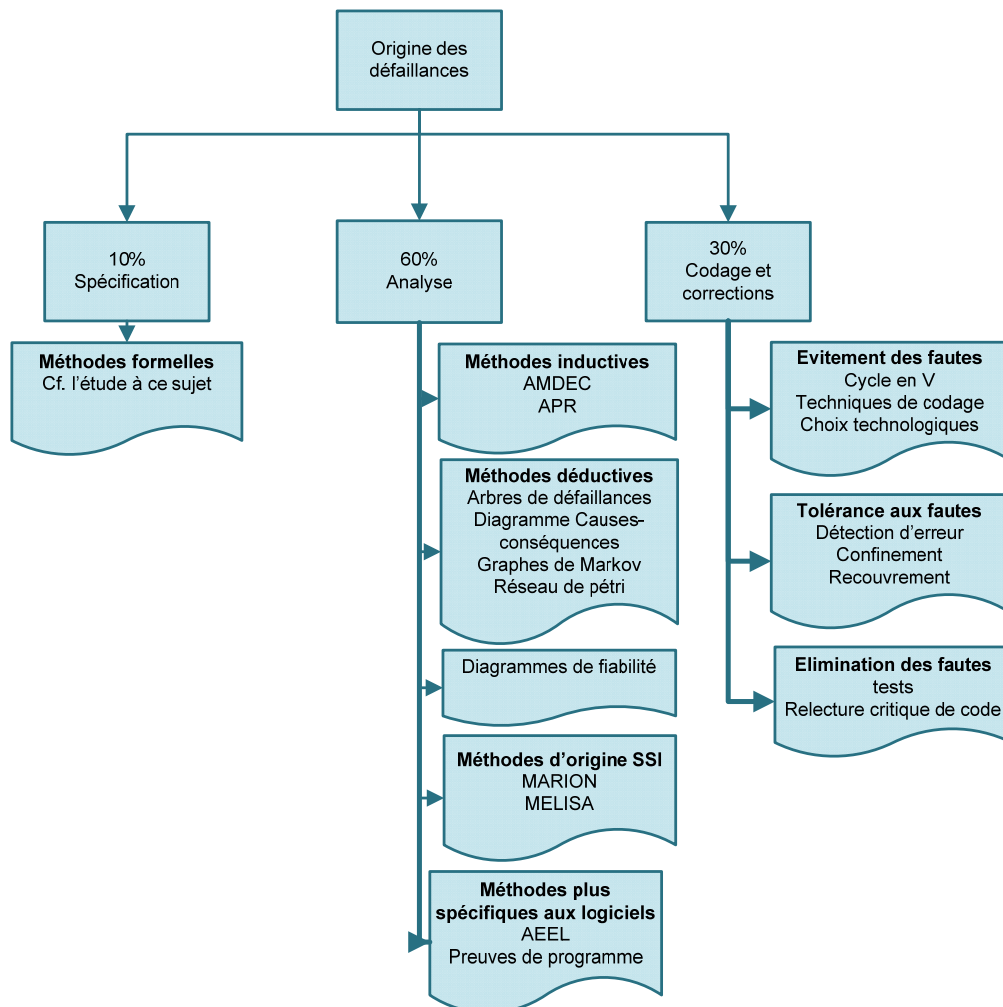 Origine des
défaillances
10%
Spécification
60%
Analyse
30%
Codage et
corrections
Méthodes formelles
Cf. l’étude à ce sujet
Méthodes inductives
AMDEC
APR
Méthodes déductives
Arbres de défaillances
Diagramme Causes-
conséquences
Graphes de Markov
Réseau de pétri
Diagrammes de fiabilité
Méthodes d’origine SSI
MARION
MELISA
Méthodes plus
spécifiques aux logiciels
AEEL
Preuves de programme
Evitement des fautes
Cycle en V
Techniques de codage
Choix technologiques
Tolérance aux fautes
Détection d’erreur
Confinement
Recouvrement
Elimination des fautes
tests
Relecture critique de code